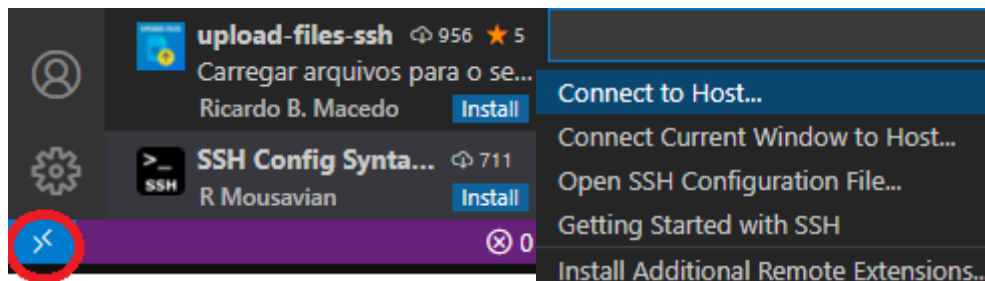 upload-files-ssh 956 ★ 5
Carregar arquivos para o se...
Ricardo B. Macedo Install
SSH Config Synta... 711
R Mousavian Install
>_
SSH
0
Connect to Host...
Connect Current Window to Host...
Open SSH Configuration File...
Getting Started with SSH
Install Additional Remote Extensions...